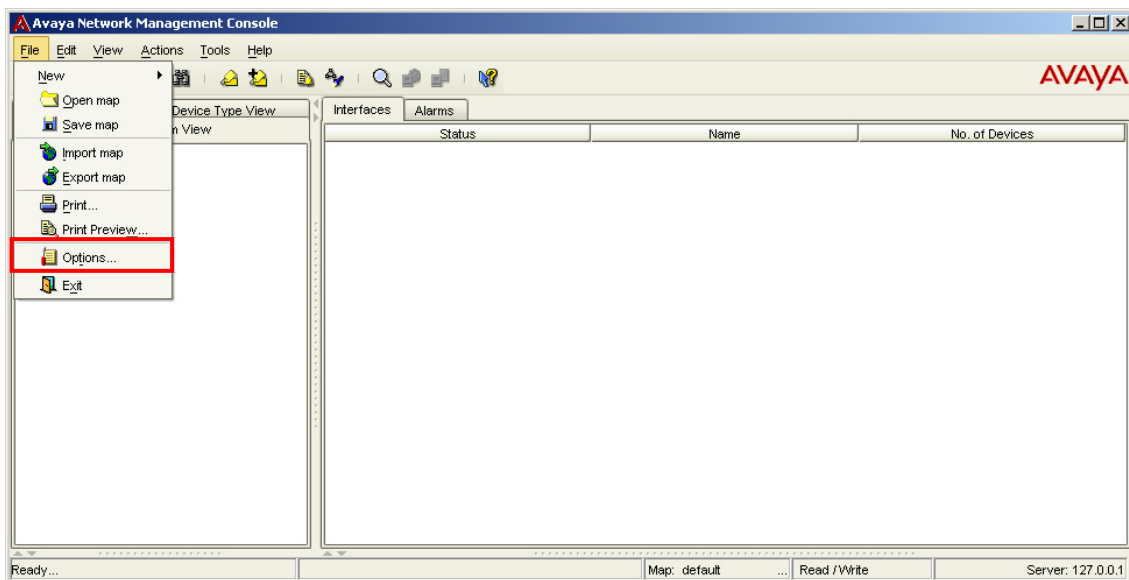 Avaya Network Management Console
File Edit View Actions Tools Help
AVAYA
New
Open map
Save map
Import map
Export map
Print...
Print Preview...
Options...
Exit
Device Type View
View
Interfaces Alarms
Status Name No. of Devices
Ready... Map: default ... Read / Write Server: 127.0.0.1